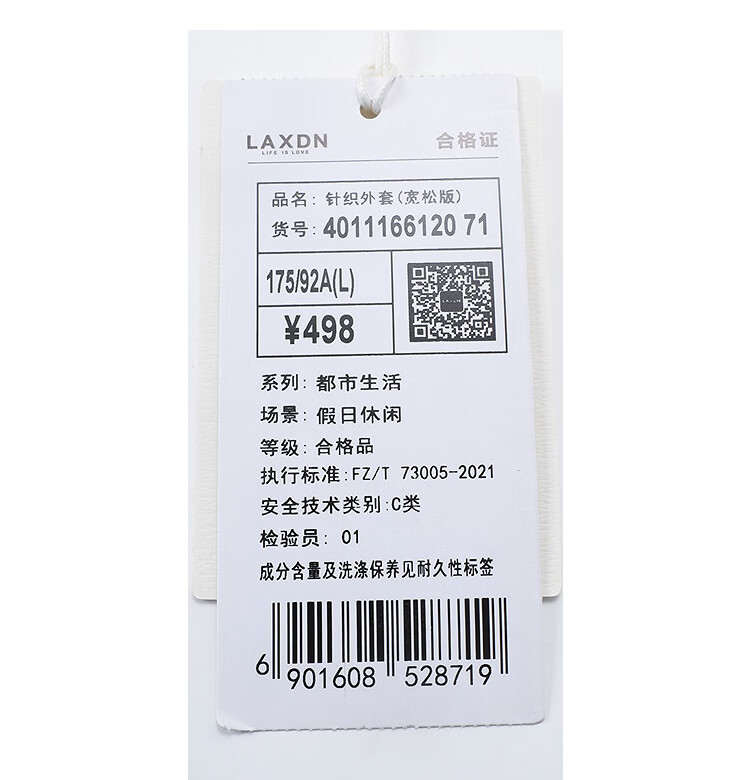 LAXDN
LIFE IS LOVE
合格证
品名: 针织外套(宽松版)
货号: 4011166120 71
175/92A(L)
LAXDN
¥498
系列: 都市生活
场景: 假日休闲
等级: 合格品
执行标准:FZ/T 73005-2021
安全技术类别:C类
检验员: 01
成分含量及洗涤保养见耐久性标签
6 901608 528719